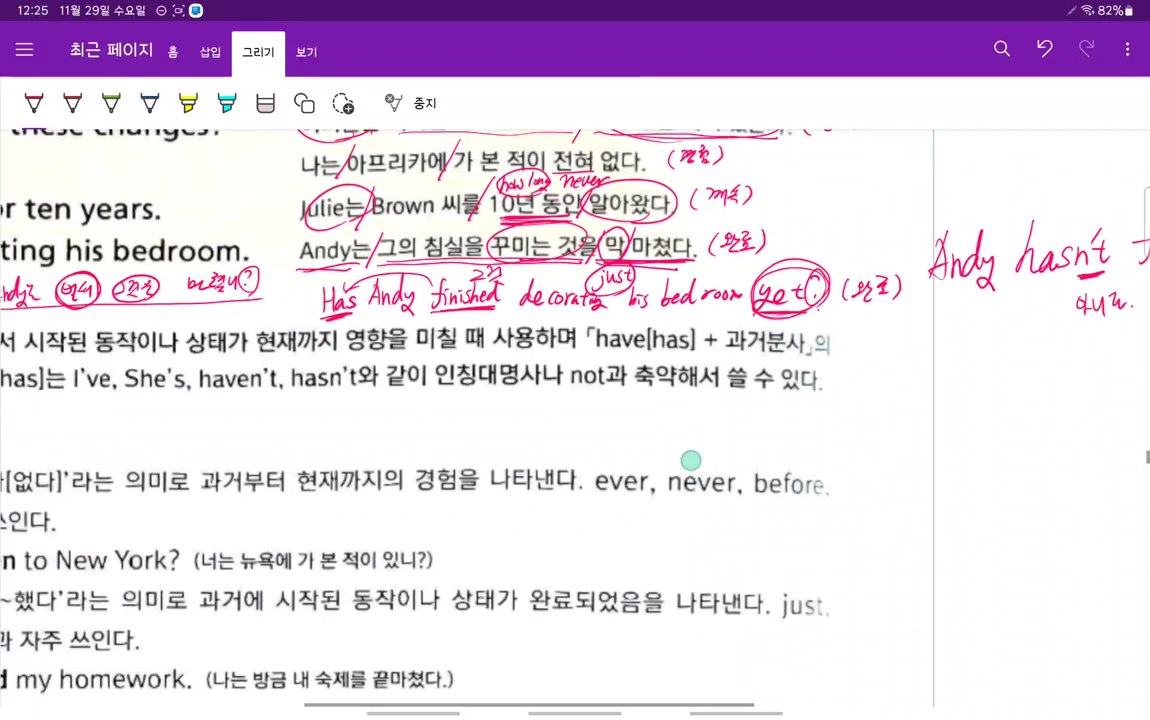 12:25 11월 29일 수요일 82%
최근 페이지 홈 삽입 그리기 보기
중지
these changes?
나는 아프리카에 가 본 적이 전혀 없다. (경험)
how long never
or ten years. Julie는 Brown 씨를 10년 동안 알아왔다 (계속)
ting his bedroom. Andy는 그의 침실을 꾸미는 것을 막 마쳤다. (완료)
just
Has Andy finished decorating his bedroom yet? (완료)
Andy hasn't
아니다.
서 시작된 동작이나 상태가 현재까지 영향을 미칠 때 사용하며 「have[has] + 과거분사」의
has]는 I've, She's, haven't, hasn't와 같이 인칭대명사나 not과 축약해서 쓸 수 있다.
[없다]'라는 의미로 과거부터 현재까지의 경험을 나타낸다. ever, never, before,
쓰인다.
n to New York? (너는 뉴욕에 가 본 적이 있니?)
~했다'라는 의미로 과거에 시작된 동작이나 상태가 완료되었음을 나타낸다. just,
과 자주 쓰인다.
d my homework. (나는 방금 내 숙제를 끝마쳤다.)